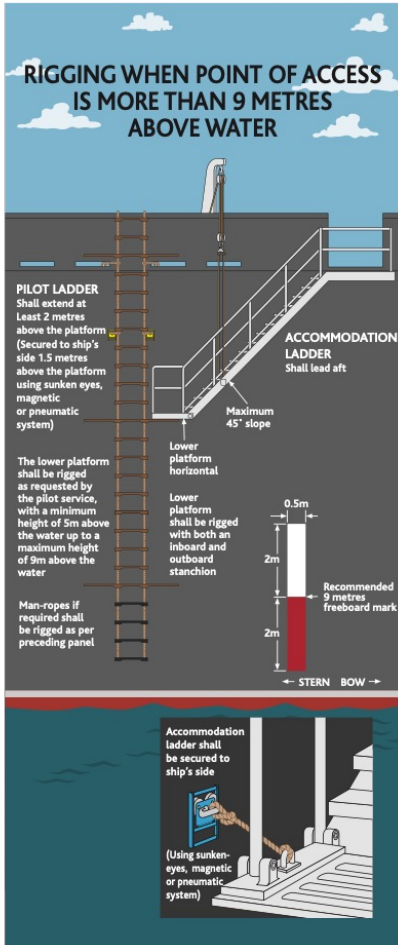 RIGGING WHEN POINT OF ACCESS
IS MORE THAN 9 METRES
ABOVE WATER
PILOT LADDER
Shall extend at
Least 2 metres
above the platform
(Secured to ship's
side 1.5 metres
above the platform
using sunken eyes,
magnetic
or pneumatic
system)
ACCOMMODATION
LADDER
Shall lead aft
Maximum
45° slope
Lower
platform
horizontal
The lower platform
shall be rigged
as requested by
the pilot service,
with a minimum
height of 5m above
the water up to a
maximum height
of 9m above the
water
Lower
platform
shall be rigged
with both an
inboard and
outboard
stanchion
Man-ropes if
required shall
be rigged as per
preceding panel
0.5m
2m
Recommended
9 metres
freeboard mark
2m
← STERN BOW →
Accommodation
ladder shall
be secured to
ship's side
(Using sunken-
eyes, magnetic
or pneumatic
system)